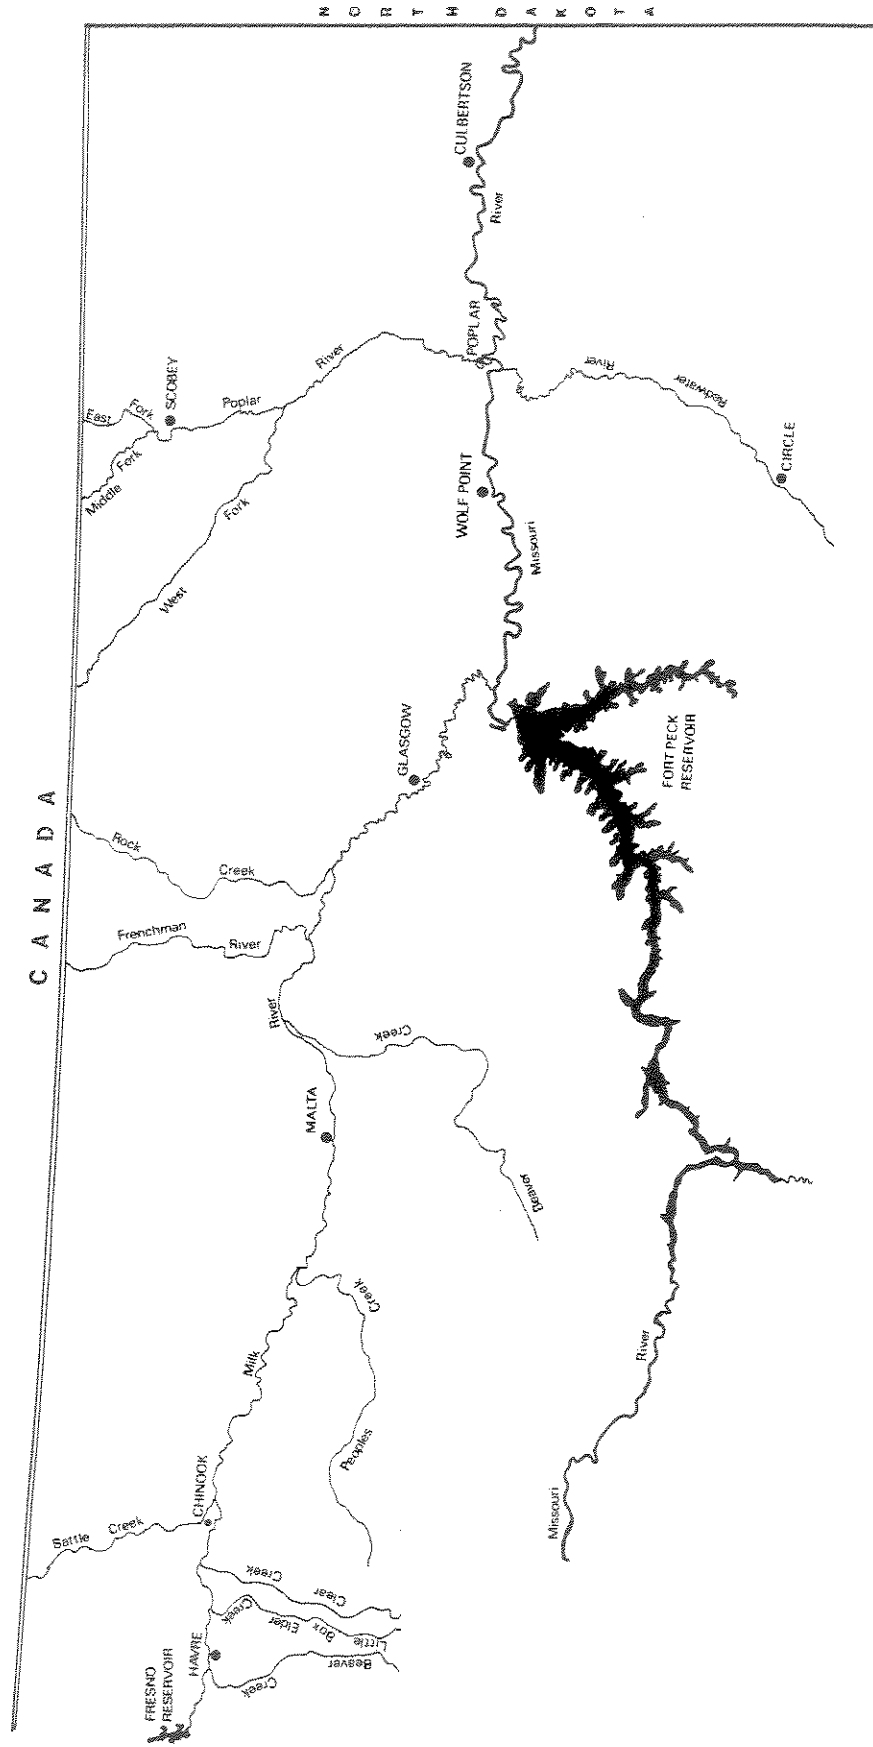 CANADA
NORTH DAKOTA
FRESNO
RESERVOIR
HAVRE
Beaver
Creek
Little
Box
Elder
Creek
Clear
Creek
CHINOOK
Battle
Creek
Milk
River
Peoples
Creek
MALTA
Beaver
Creek
Frenchman
River
Rock
Creek
GLASGOW
West
Fork
Middle
Fork
East
Fork
SCOBEY
Poplar
River
POPLAR
WOLF POINT
Missouri
River
CULBERTSON
Redwater
River
CIRCLE
FORT PECK
RESERVOIR
Missouri
River